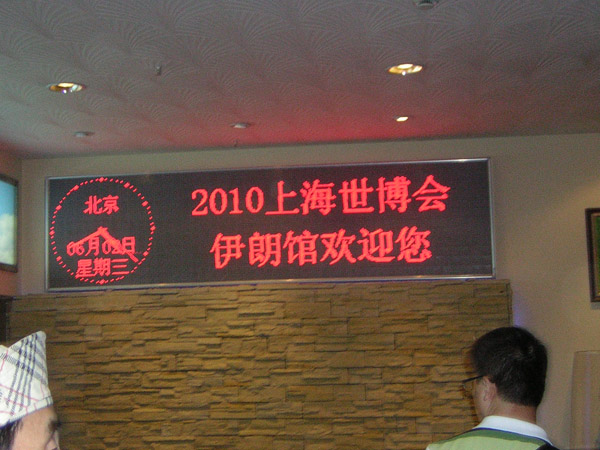 北京
06月02日
星期三
2010上海世博会
伊朗馆欢迎您